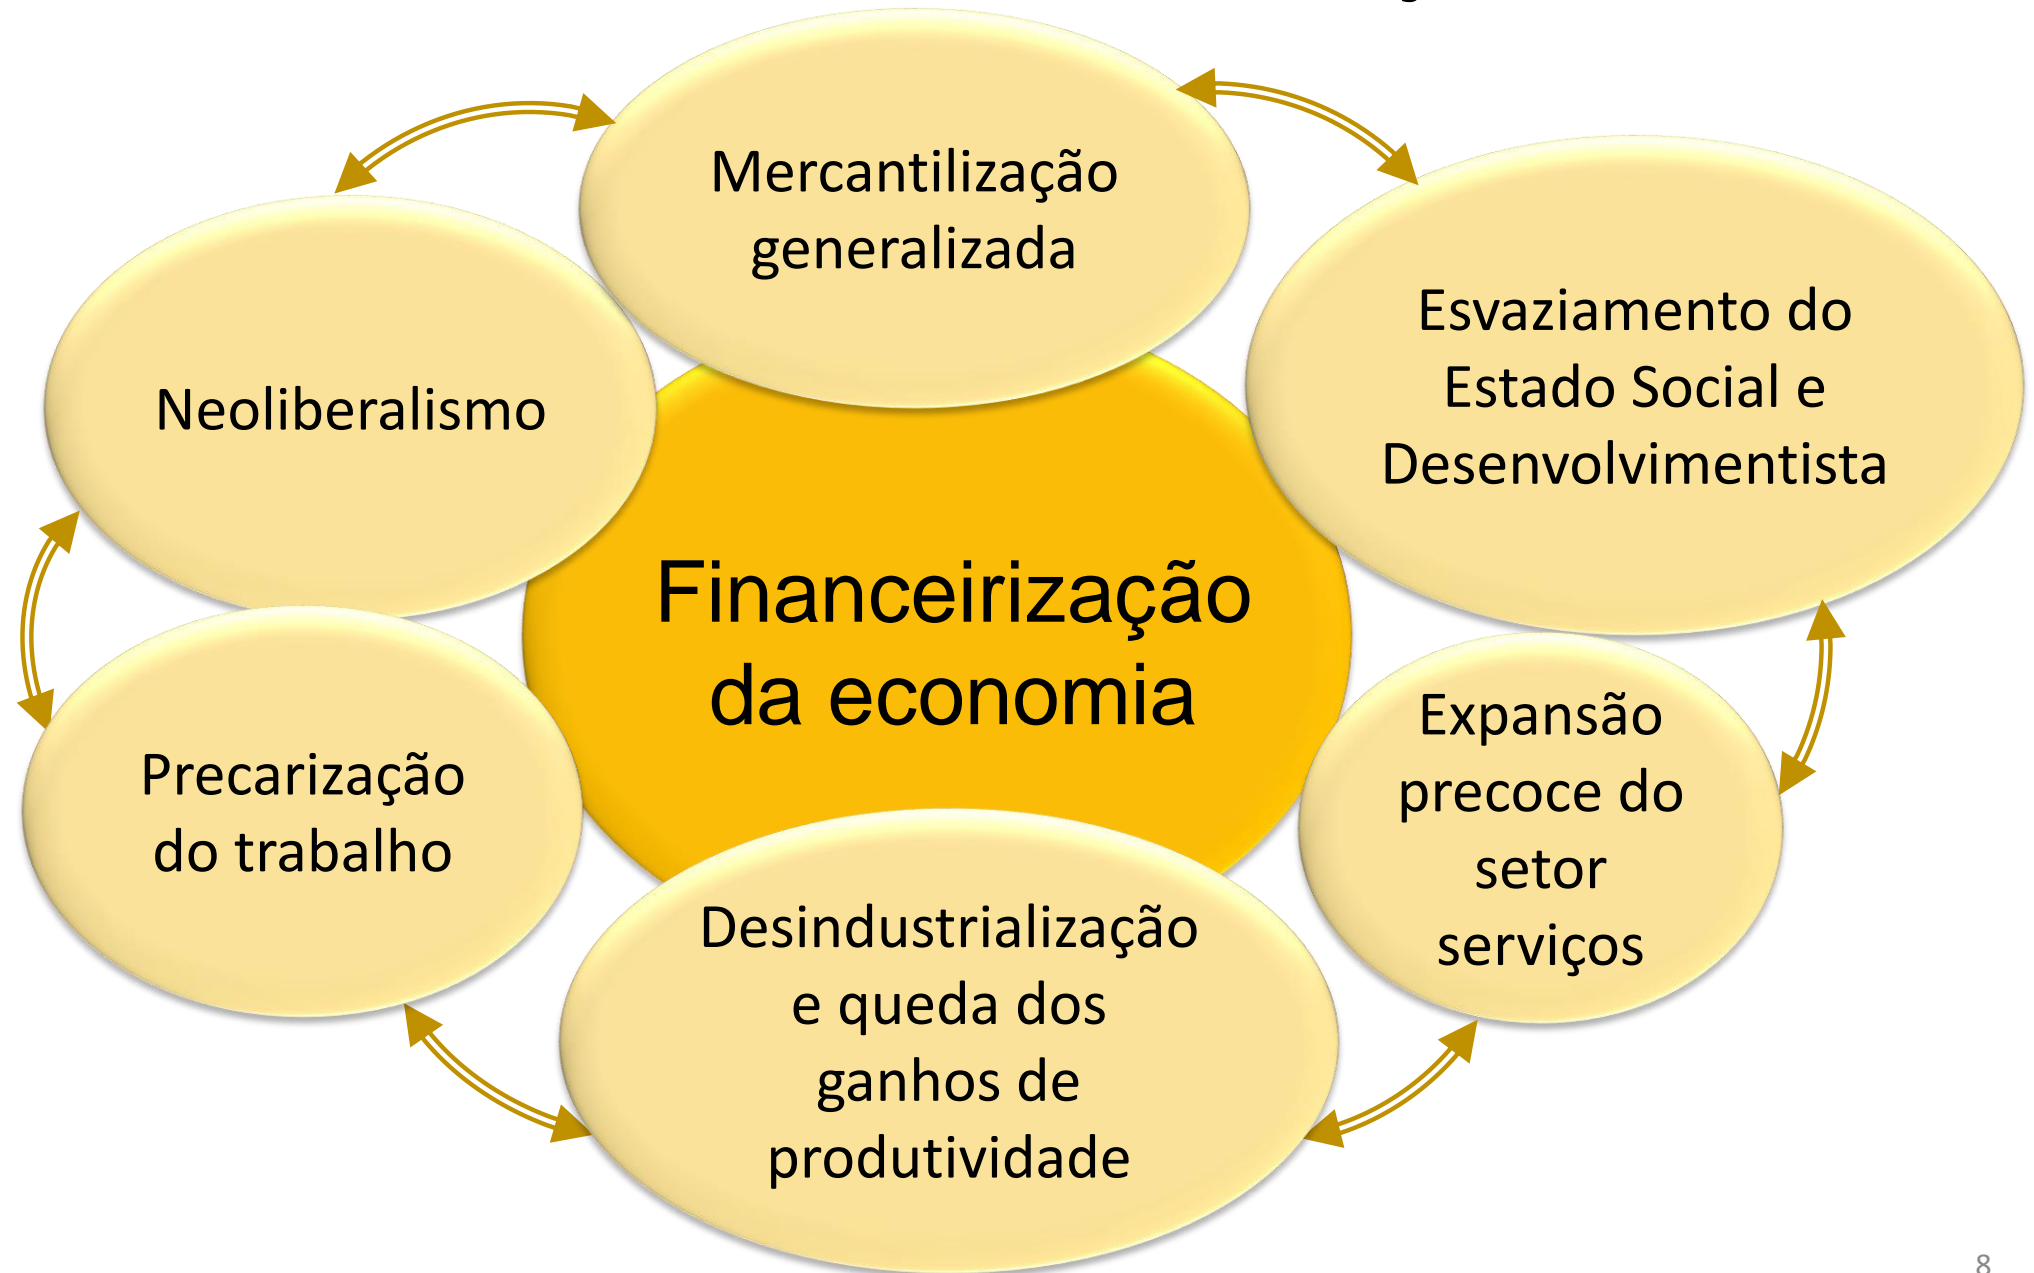 Mercantilização
generalizada
Esvaziamento do
Estado Social e
Desenvolvimentista
Neoliberalismo
Financeirização
da economia
Expansão
precoce do
setor
serviços
Precarização
do trabalho
Desindustrialização
e queda dos
ganhos de
produtividade
8